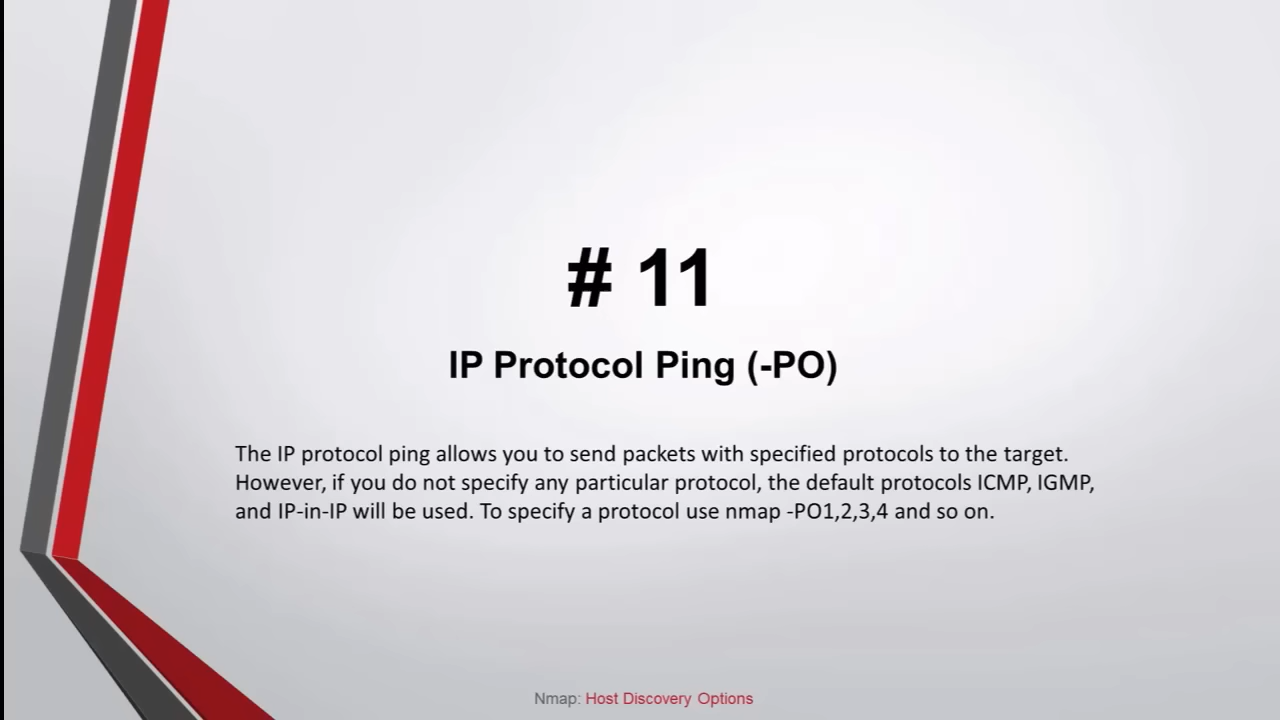 # 11
IP Protocol Ping (-PO)
The IP protocol ping allows you to send packets with specified protocols to the target.
However, if you do not specify any particular protocol, the default protocols ICMP, IGMP,
and IP-in-IP will be used. To specify a protocol use nmap -PO1,2,3,4 and so on.
Nmap: Host Discovery Options